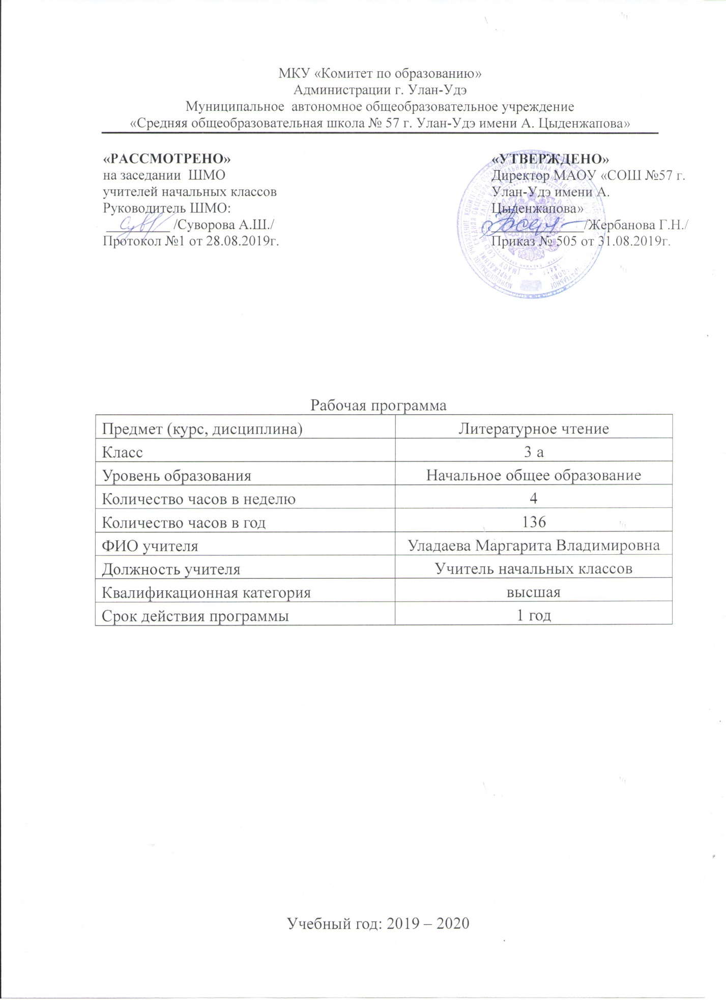 МКУ «Комитет по образованию»
Администрации г. Улан-Удэ
Муниципальное автономное общеобразовательное учреждение
«Средняя общеобразовательная школа № 57 г. Улан-Удэ имени А. Цыденжапова»
«РАССМОТРЕНО»
на заседании ШМО
учителей начальных классов
Руководитель ШМО:
/Суворова А.Ш./
Протокол №1 от 28.08.2019г.
«УТВЕРЖДЕНО»
Директор МАОУ «СОШ №57 г.
Улан-Удэ имени А.
Цыденжапова»
/Жербанова Г.Н./
Приказ № 505 от 31.08.2019г.
Рабочая программа
Предмет (курс, дисциплина) Литературное чтение
Класс 3 а
Уровень образования Начальное общее образование
Количество часов в неделю 4
Количество часов в год 136
ФИО учителя Уладаева Маргарита Владимировна
Должность учителя Учитель начальных классов
Квалификационная категория высшая
Срок действия программы 1 год
Учебный год: 2019 – 2020